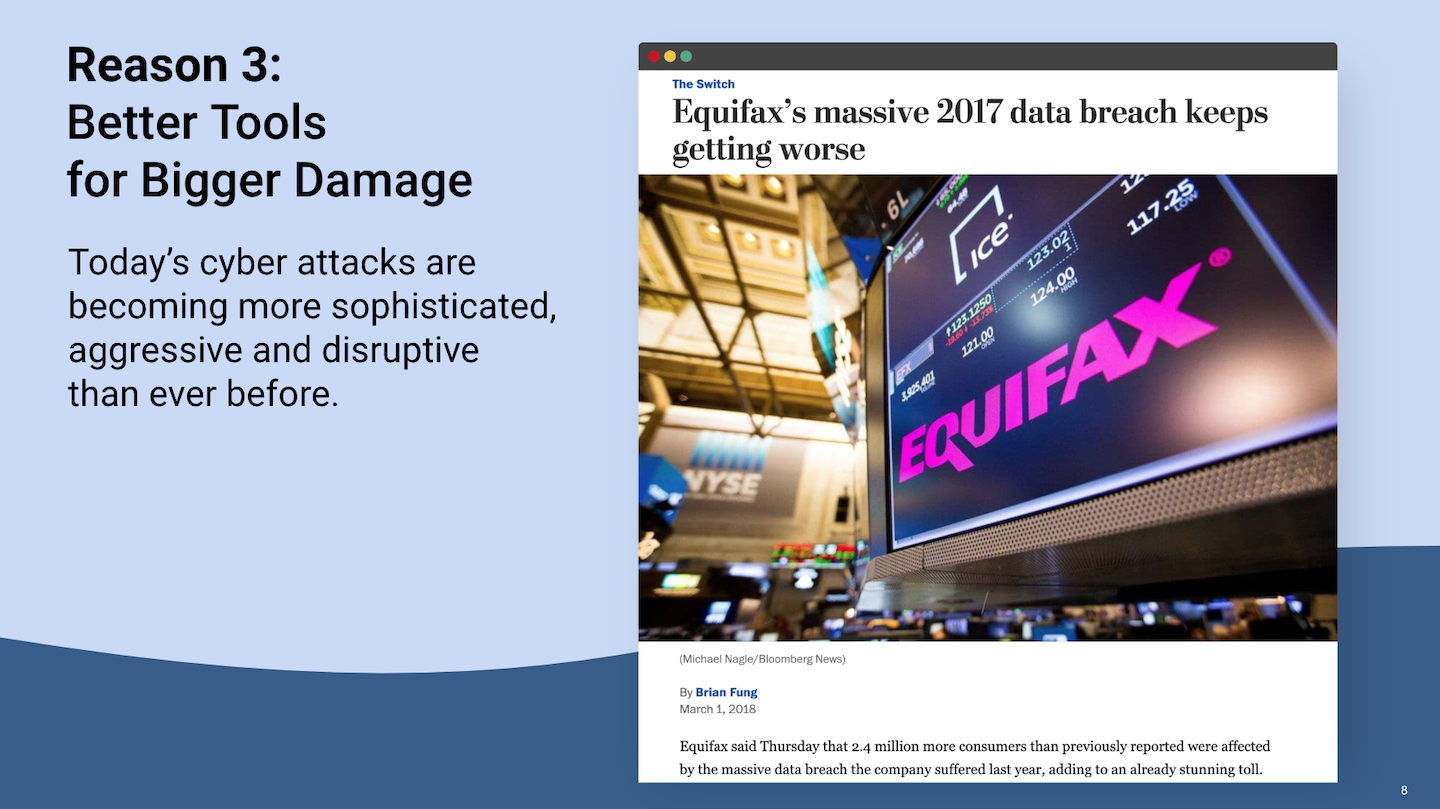 Reason 3:
Better Tools
for Bigger Damage
Today’s cyber attacks are
becoming more sophisticated,
aggressive and disruptive
than ever before.
The Switch
Equifax’s massive 2017 data breach keeps
getting worse
19
ICE
117.25
LOW
123.02
124.00
HIGH
123.1250
121.00
OPEN
EFX
3,925,401
EQUIFAX®
NYSE
(Michael Nagle/Bloomberg News)
By Brian Fung
March 1, 2018
Equifax said Thursday that 2.4 million more consumers than previously reported were affected
by the massive data breach the company suffered last year, adding to an already stunning toll.
8